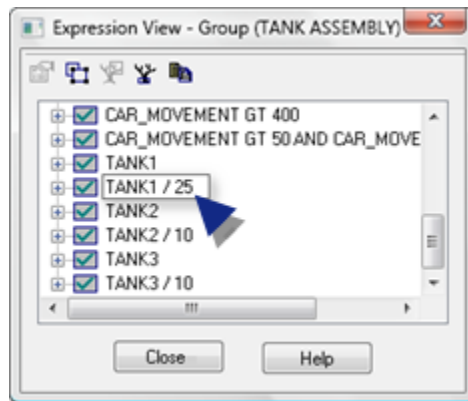 Expression View - Group (TANK ASSEMBLY)
CAR_MOVEMENT GT 400
CAR_MOVEMENT GT 50 AND CAR_MOVE
TANK1
TANK1 / 25
TANK2
TANK2 / 10
TANK3
TANK3 / 10
Close Help